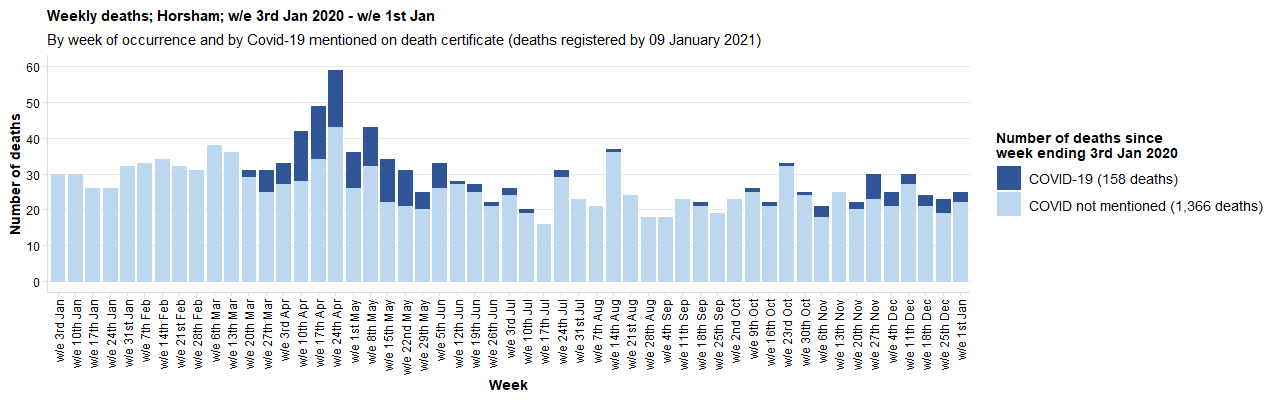 Weekly deaths; Horsham; w/e 3rd Jan 2020 - w/e 1st Jan
By week of occurrence and by Covid-19 mentioned on death certificate (deaths registered by 09 January 2021)
Number of deaths
60
50
40
30
20
10
0
w/e 3rd Jan
w/e 10th Jan
w/e 17th Jan
w/e 24th Jan
w/e 31st Jan
w/e 7th Feb
w/e 14th Feb
w/e 21st Feb
w/e 28th Feb
w/e 6th Mar
w/e 13th Mar
w/e 20th Mar
w/e 27th Mar
w/e 3rd Apr
w/e 10th Apr
w/e 17th Apr
w/e 24th Apr
w/e 1st May
w/e 8th May
w/e 15th May
w/e 22nd May
w/e 29th May
w/e 5th Jun
w/e 12th Jun
w/e 19th Jun
w/e 26th Jun
w/e 3rd Jul
w/e 10th Jul
w/e 17th Jul
w/e 24th Jul
w/e 31st Jul
w/e 7th Aug
w/e 14th Aug
w/e 21st Aug
w/e 28th Aug
w/e 4th Sep
w/e 11th Sep
w/e 18th Sep
w/e 25th Sep
w/e 2nd Oct
w/e 9th Oct
w/e 16th Oct
w/e 23rd Oct
w/e 30th Oct
w/e 6th Nov
w/e 13th Nov
w/e 20th Nov
w/e 27th Nov
w/e 4th Dec
w/e 11th Dec
w/e 18th Dec
w/e 25th Dec
w/e 1st Jan
Week
Number of deaths since
week ending 3rd Jan 2020
COVID-19 (158 deaths)
COVID not mentioned (1,366 deaths)